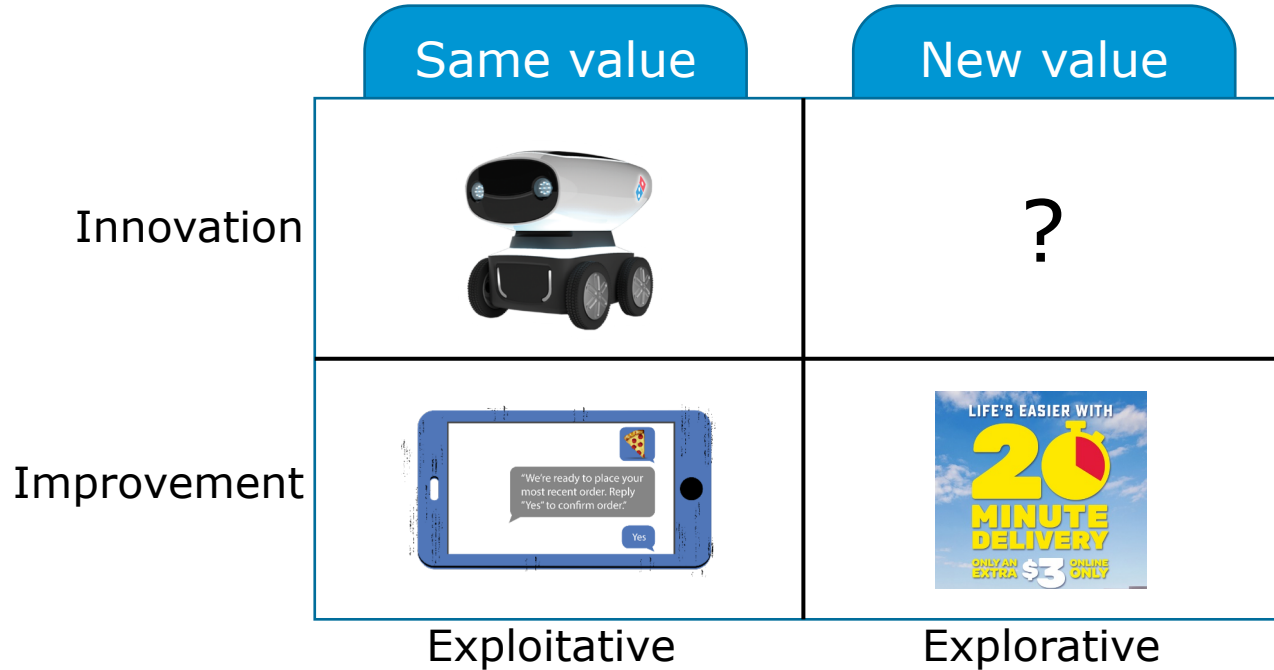 Same value
New value
Innovation
?
Improvement
"We're ready to place your
most recent order. Reply
"Yes" to confirm order."
Yes
LIFE'S EASIER WITH
20
MINUTE
DELIVERY
ONLY AN
EXTRA
$3
ONLINE
ONLY
Exploitative
Explorative